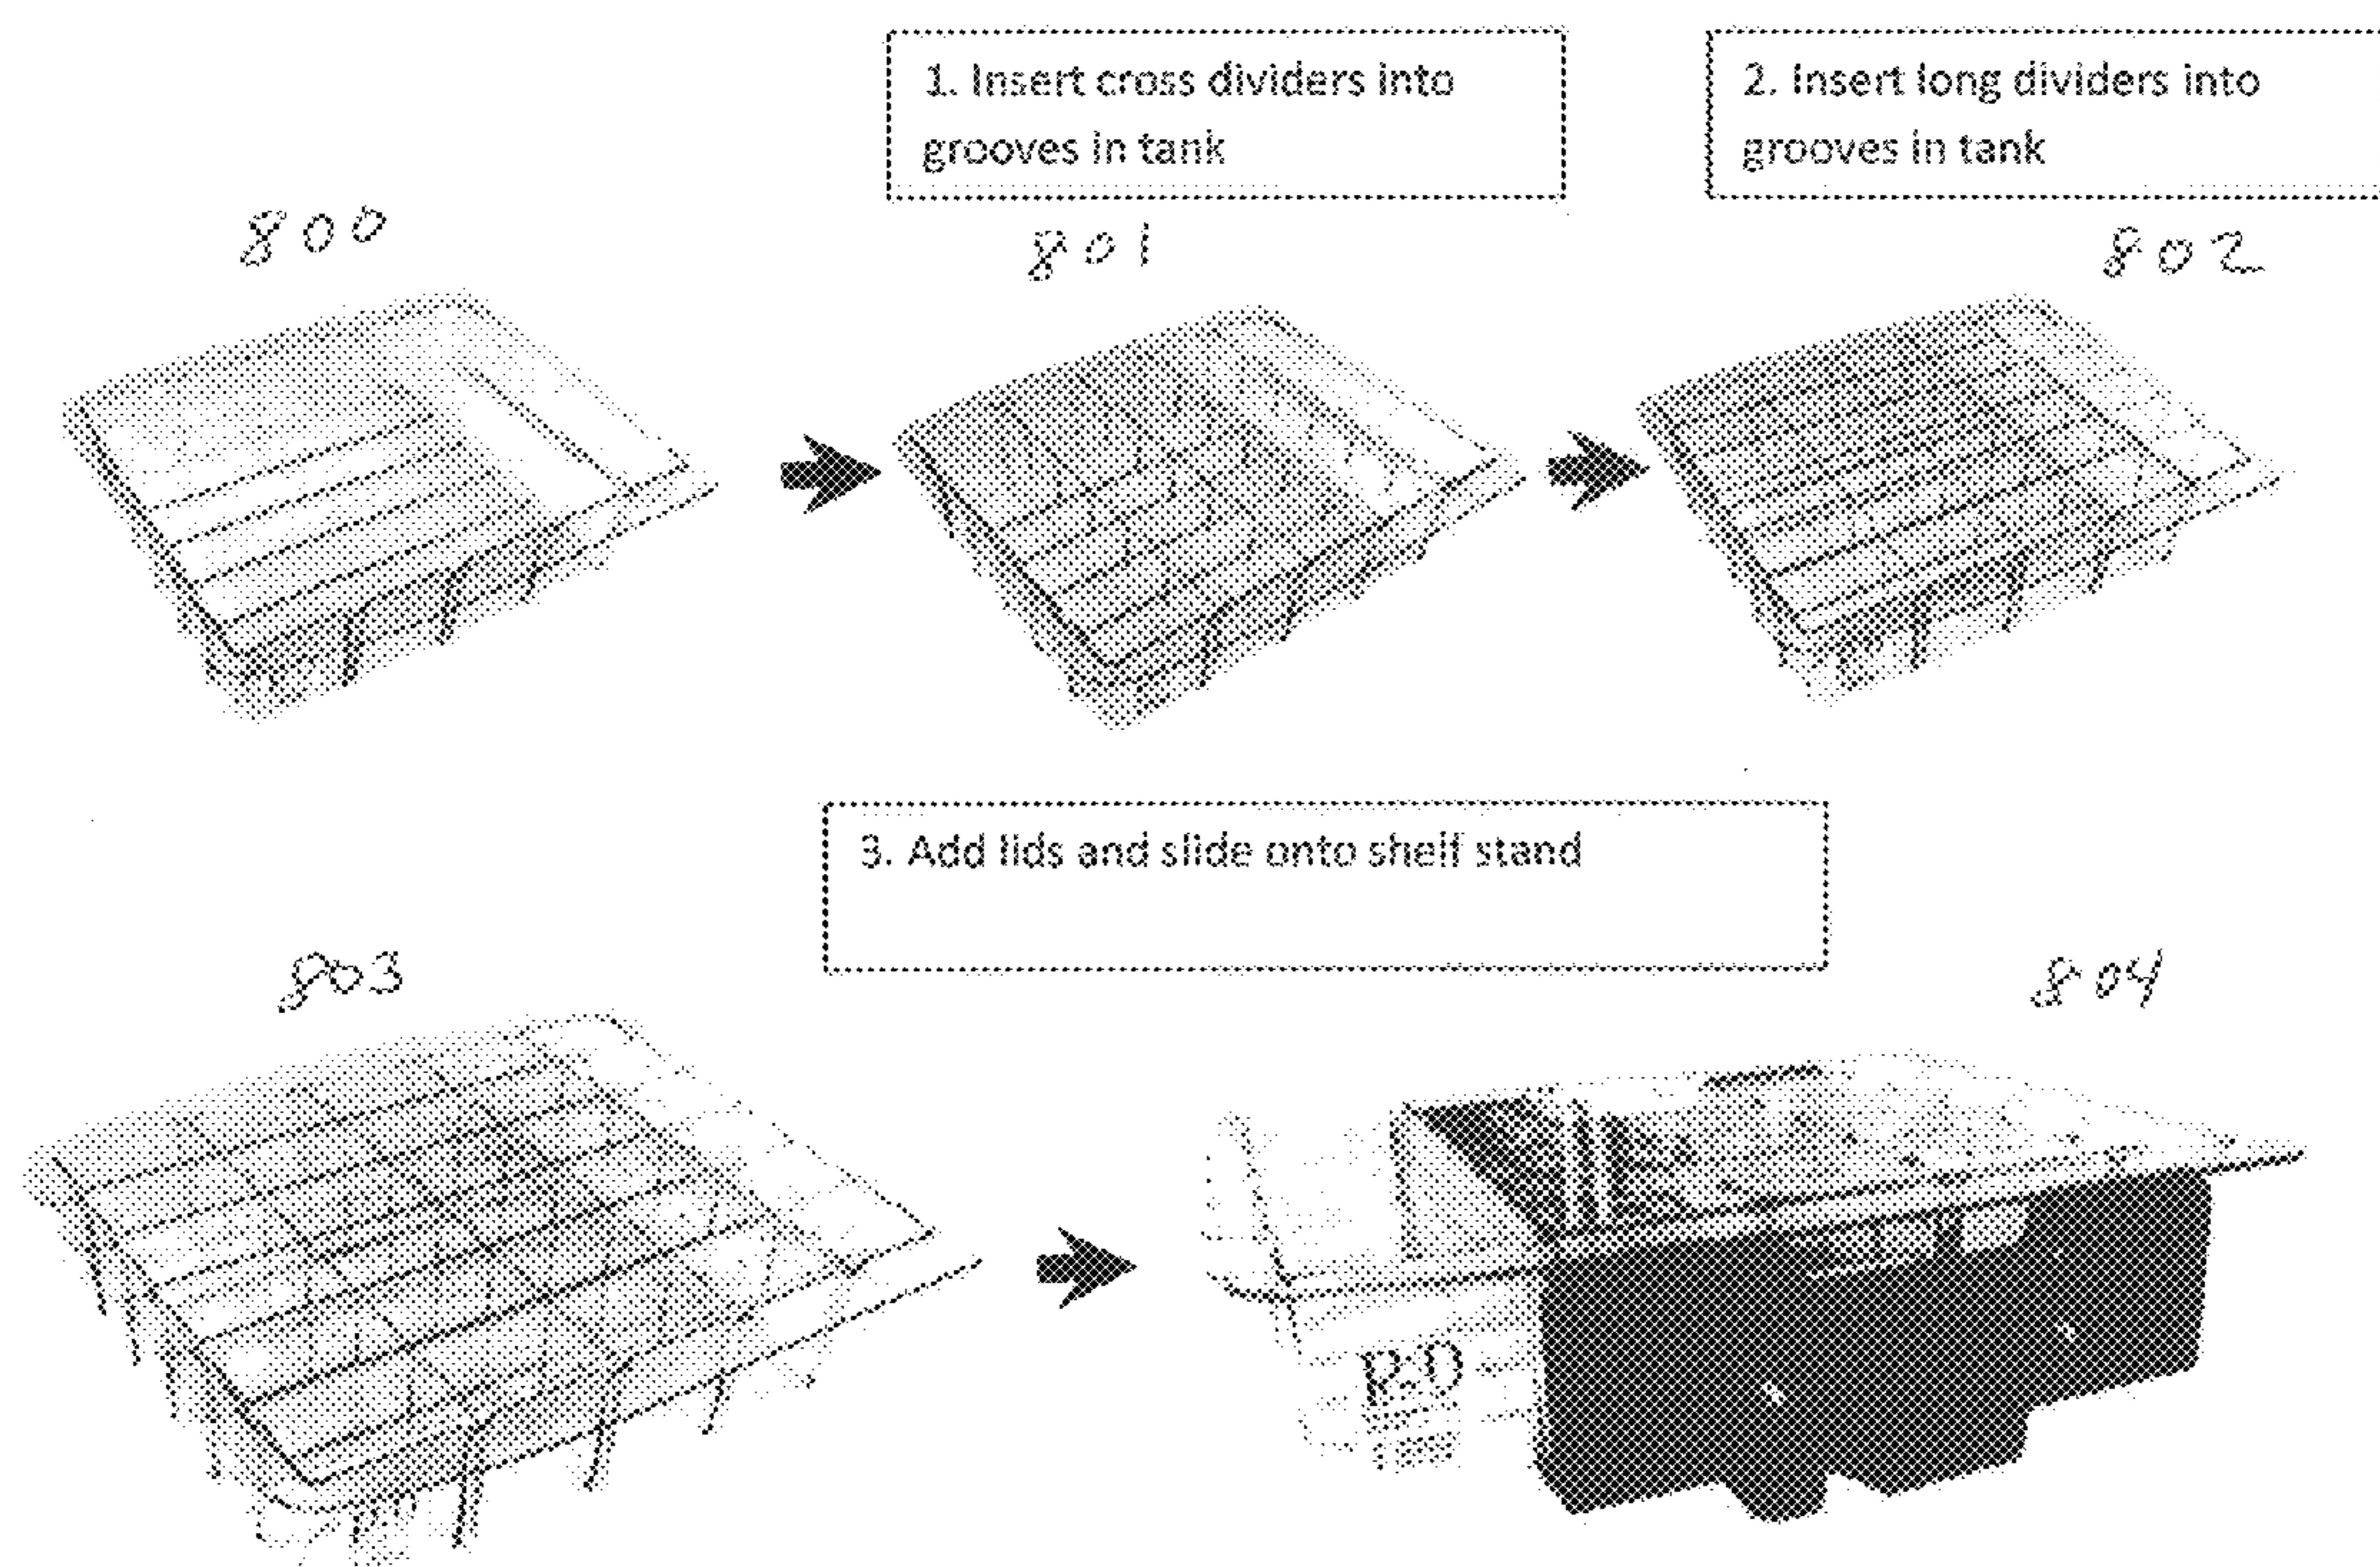 1. Insert cross dividers into
grooves in tank
2. Insert long dividers into
grooves in tank
800
801
802
3. Add lids and slide onto shelf stand
803
804